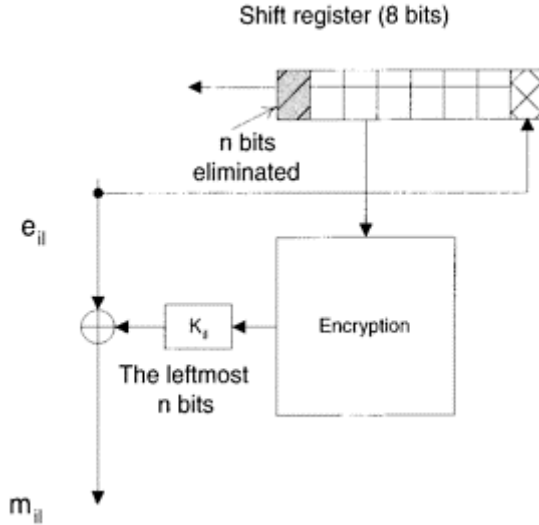 Shift register (8 bits)
n bits
eliminated
e_il
K_il
Encryption
The leftmost
n bits
m_il